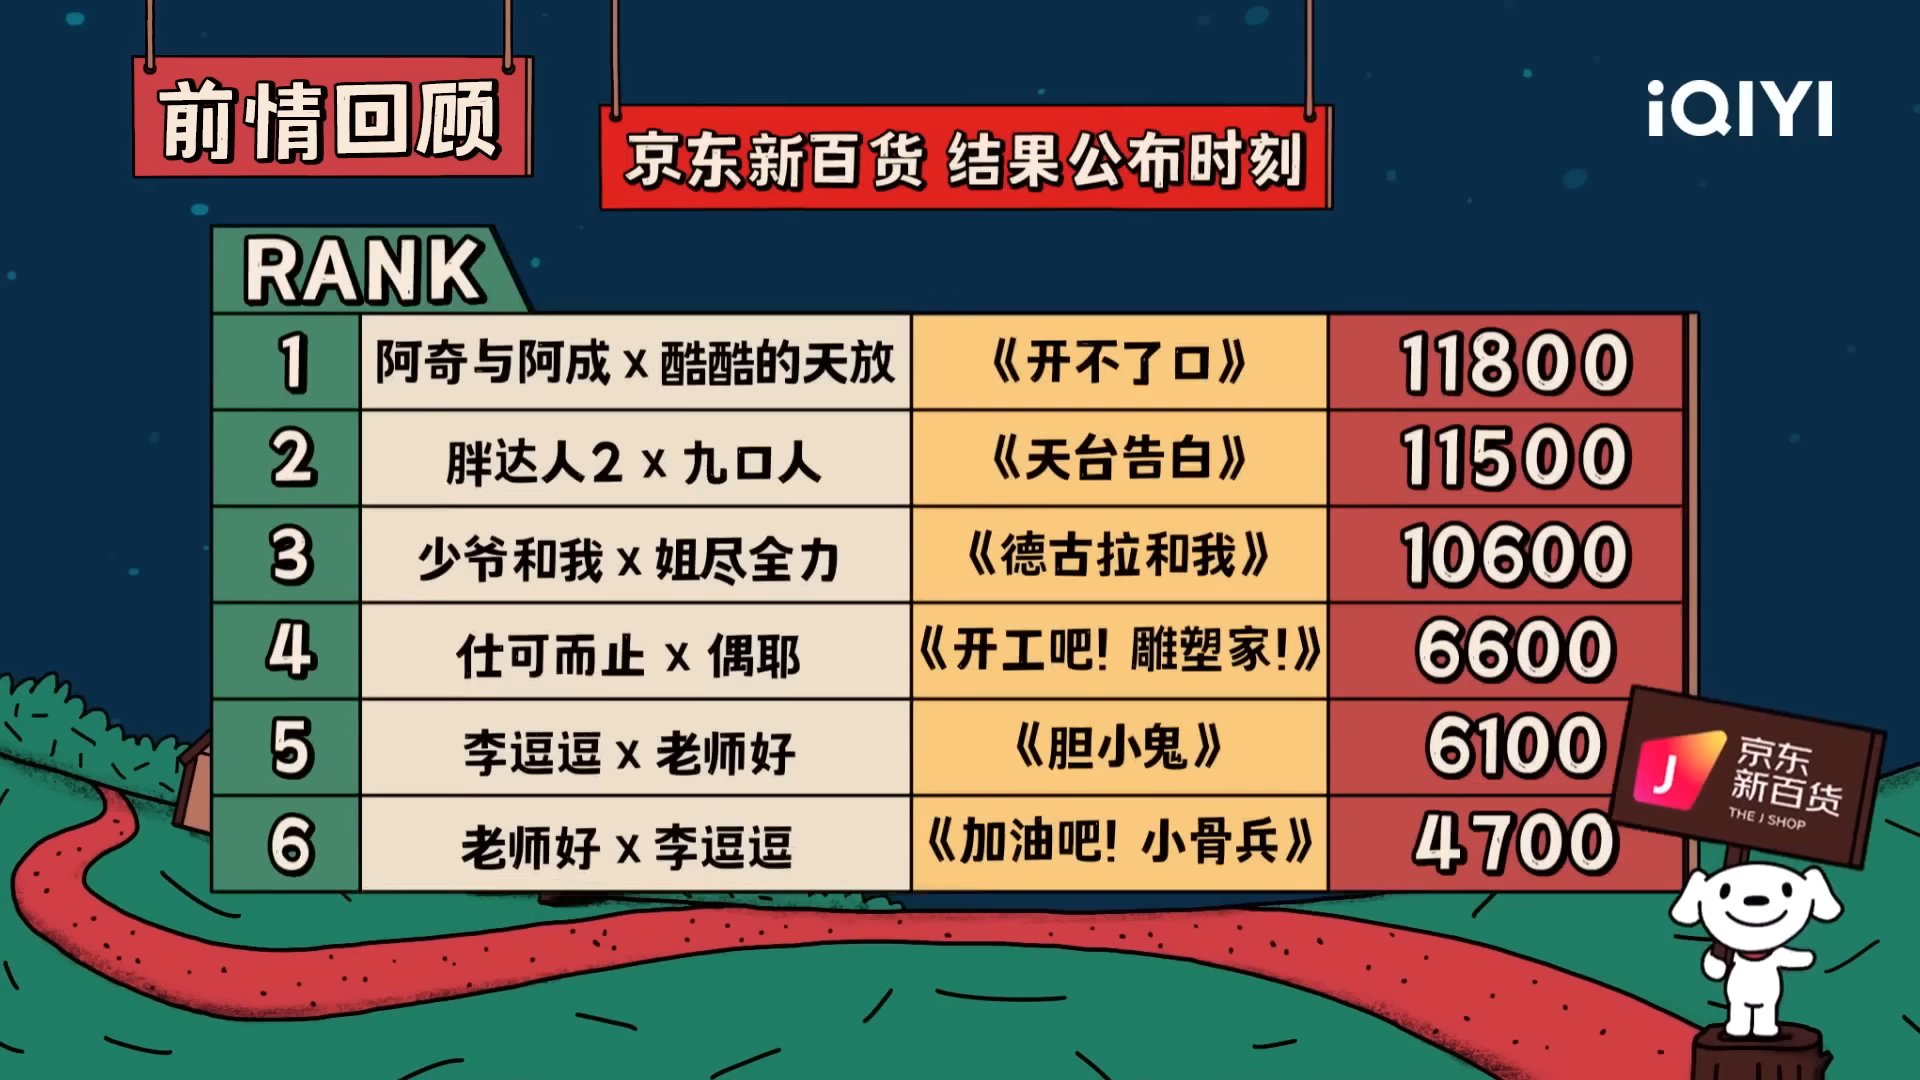 前情回顾
iQIYI
京东新百货 结果公布时刻
RANK
1 阿奇与阿成 x 酷酷的天放 《开不了口》 11800
2 胖达人2 x 九口人 《天台告白》 11500
3 少爷和我 x 姐尽全力 《德古拉和我》 10600
4 仕可而止 x 偶耶 《开工吧! 雕塑家!》 6600
5 李逗逗 x 老师好 《胆小鬼》 6100
6 老师好 x 李逗逗 《加油吧! 小骨兵》 4700
J
京东
新百货
THE J SHOP